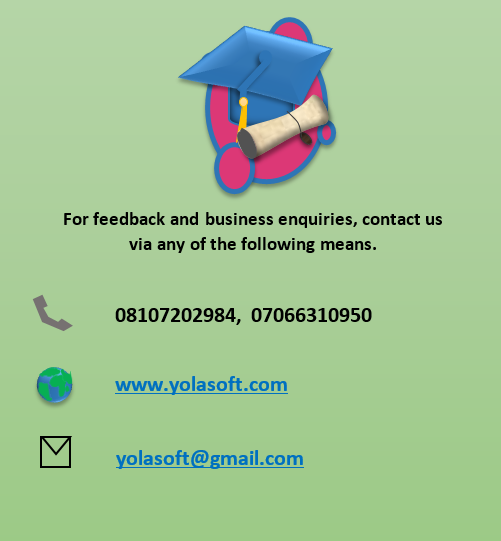 For feedback and business enquiries, contact us
via any of the following means.
08107202984, 07066310950
www.yolasoft.com
yolasoft@gmail.com